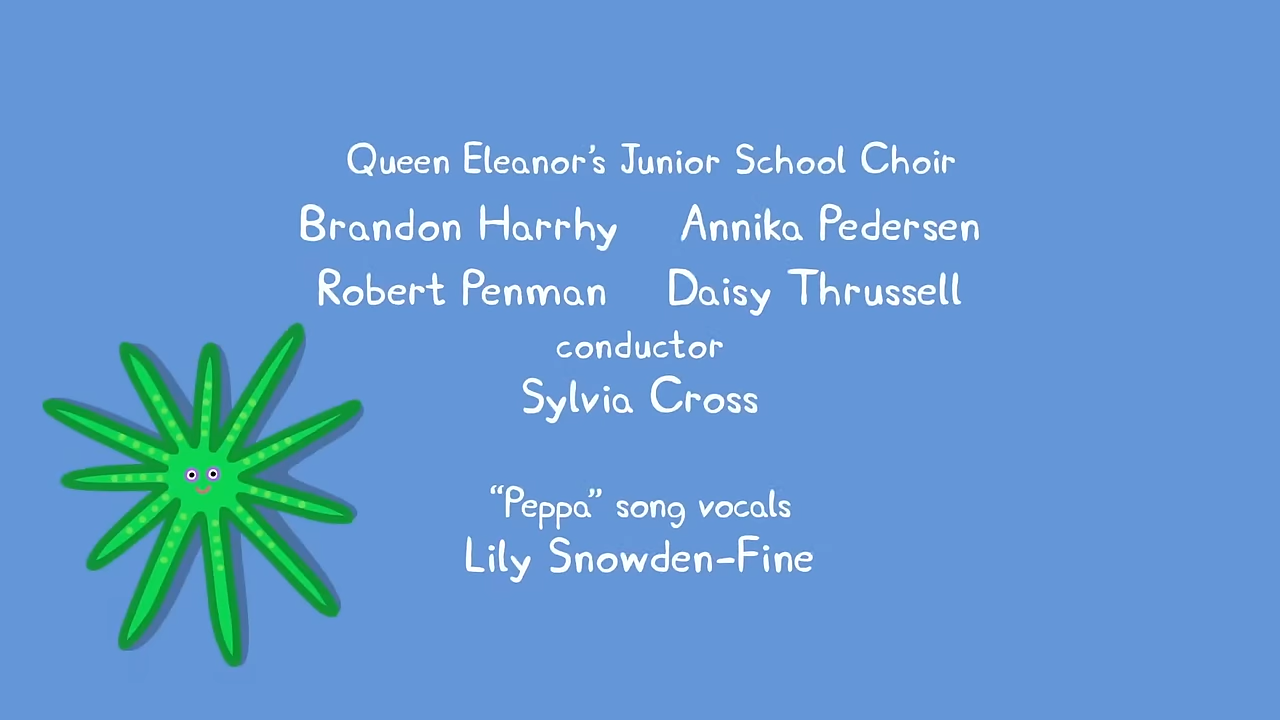 Queen Eleanor's Junior School Choir
Brandon Harrhy Annika Pedersen
Robert Penman Daisy Thrussell
conductor
Sylvia Cross
“Peppa” song vocals
Lily Snowden-Fine